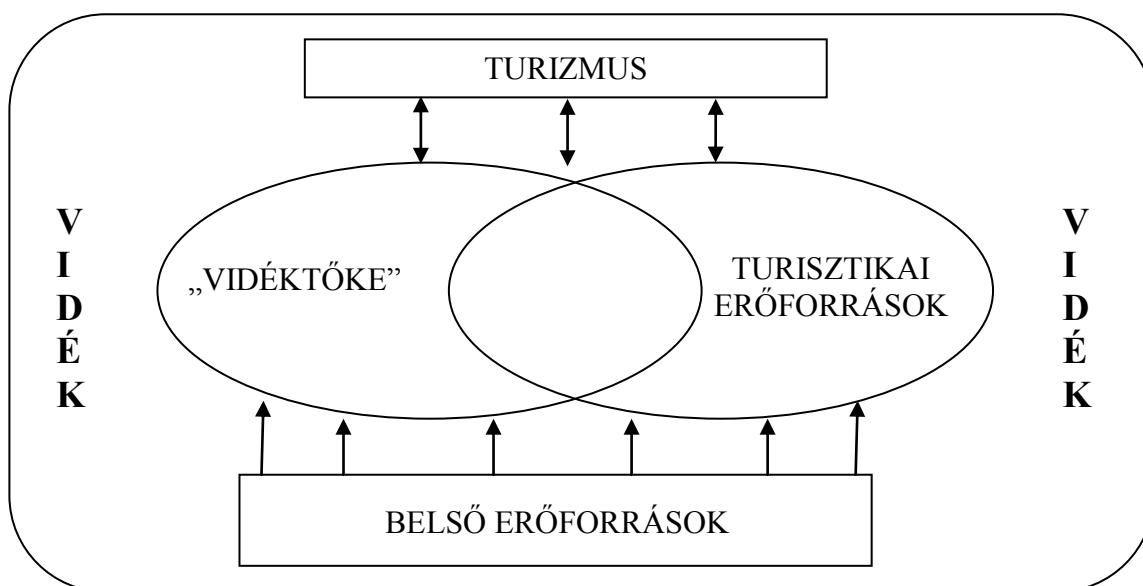 TURIZMUS
V
I
D
É
K
„VIDÉKTŐKE”
TURISZTIKAI
ERŐFORRÁSOK
V
I
D
É
K
BELSŐ ERŐFORRÁSOK